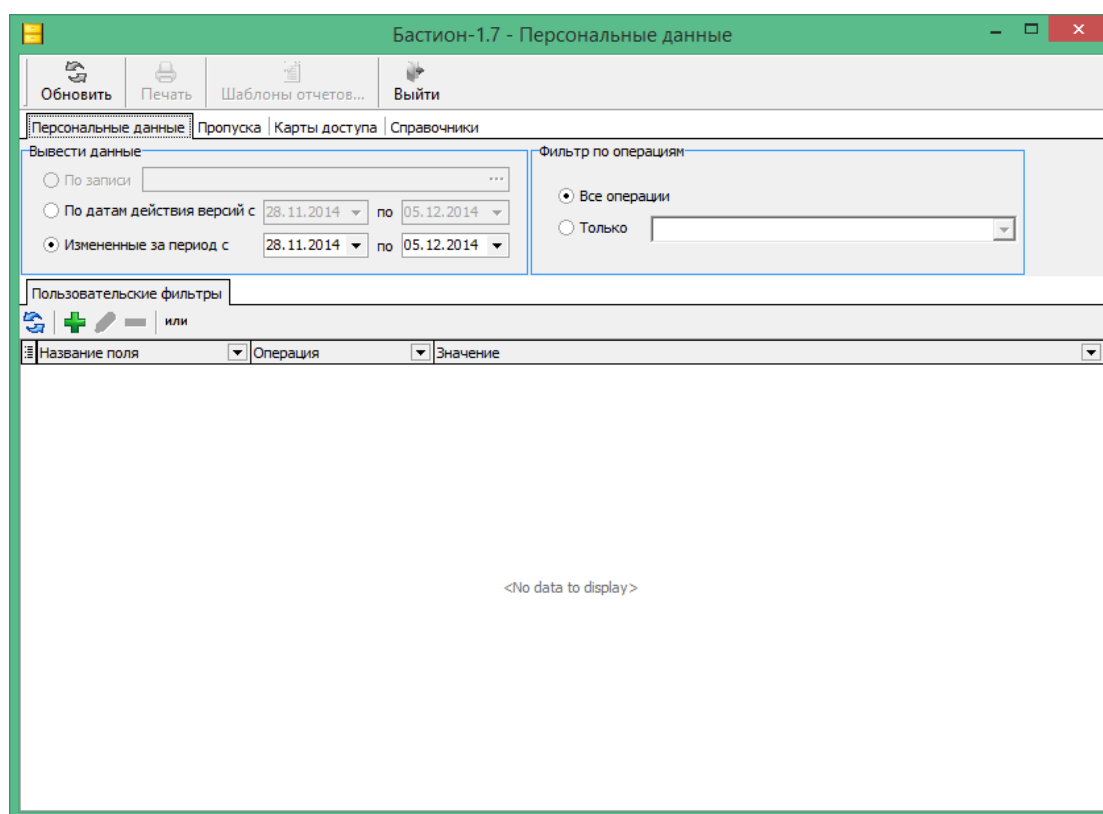 Бастион-1.7 - Персональные данные
Обновить Печать Шаблоны отчетов... Выйти
Персональные данные Пропуска Карты доступа Справочники
Вывести данные Фильтр по операциям
По записи ...
Все операции
По датам действия версий с 28.11.2014 по 05.12.2014
Только
Измененные за период с 28.11.2014 по 05.12.2014
Пользовательские фильтры
или
Название поля Операция Значение
<No data to display>